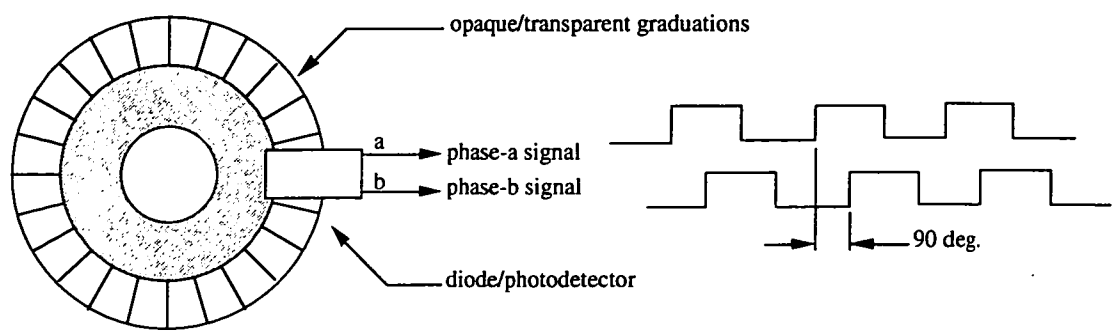 opaque/transparent graduations
a
phase-a signal
b
phase-b signal
90 deg.
diode/photodetector